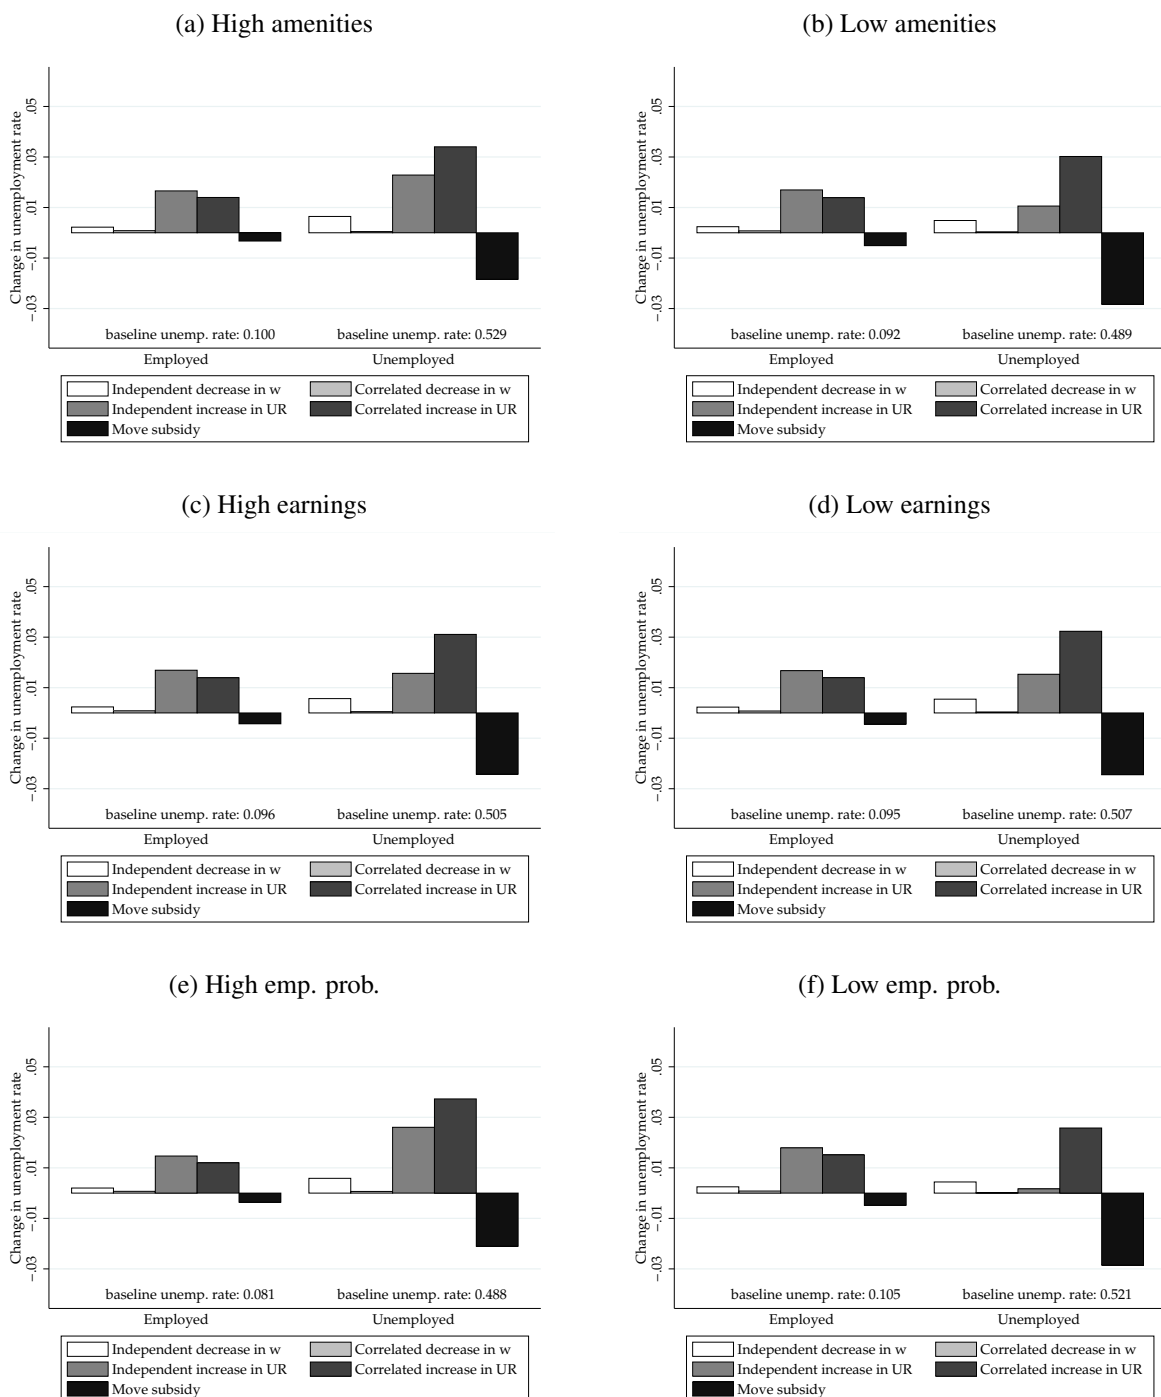 (a) High amenities
Change in unemployment rate
.05
.03
.01
-.01
-.03
baseline unemp. rate: 0.100
baseline unemp. rate: 0.529
Employed
Unemployed
Independent decrease in w
Correlated decrease in w
Independent increase in UR
Correlated increase in UR
Move subsidy
(b) Low amenities
Change in unemployment rate
.05
.03
.01
-.01
-.03
baseline unemp. rate: 0.092
baseline unemp. rate: 0.489
Employed
Unemployed
Independent decrease in w
Correlated decrease in w
Independent increase in UR
Correlated increase in UR
Move subsidy
(c) High earnings
Change in unemployment rate
.05
.03
.01
-.01
-.03
baseline unemp. rate: 0.096
baseline unemp. rate: 0.505
Employed
Unemployed
Independent decrease in w
Correlated decrease in w
Independent increase in UR
Correlated increase in UR
Move subsidy
(d) Low earnings
Change in unemployment rate
.05
.03
.01
-.01
-.03
baseline unemp. rate: 0.095
baseline unemp. rate: 0.507
Employed
Unemployed
Independent decrease in w
Correlated decrease in w
Independent increase in UR
Correlated increase in UR
Move subsidy
(e) High emp. prob.
Change in unemployment rate
.05
.03
.01
-.01
-.03
baseline unemp. rate: 0.081
baseline unemp. rate: 0.488
Employed
Unemployed
Independent decrease in w
Correlated decrease in w
Independent increase in UR
Correlated increase in UR
Move subsidy
(f) Low emp. prob.
Change in unemployment rate
.05
.03
.01
-.01
-.03
baseline unemp. rate: 0.105
baseline unemp. rate: 0.521
Employed
Unemployed
Independent decrease in w
Correlated decrease in w
Independent increase in UR
Correlated increase in UR
Move subsidy